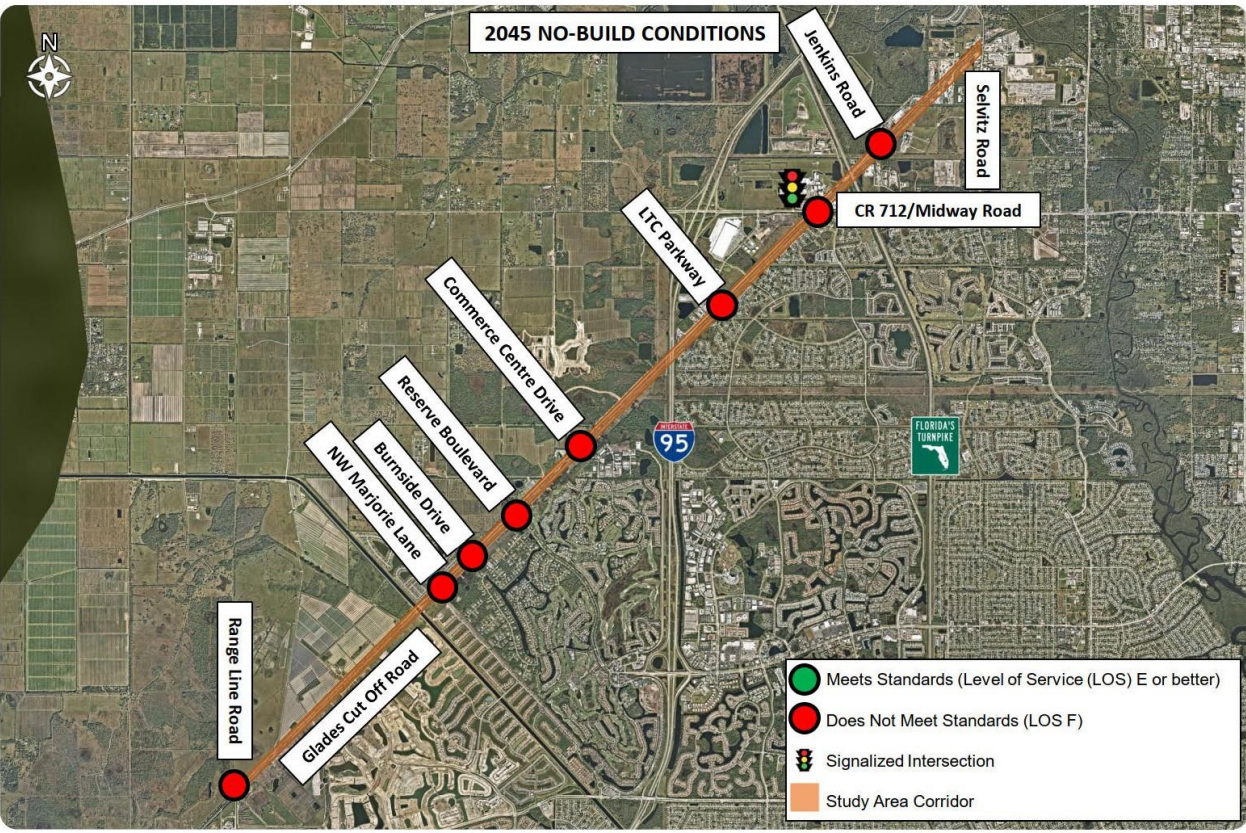 2045 NO-BUILD CONDITIONS
N
Jenkins Road
Selvitz Road
CR 712/Midway Road
LTC Parkway
Commerce Centre Drive
Reserve Boulevard
Burnside Drive
NW Marjorie Lane
INTERSTATE
95
FLORIDA'S
TURNPIKE
Range Line Road
Glades Cut Off Road
Meets Standards (Level of Service (LOS) E or better)
Does Not Meet Standards (LOS F)
Signalized Intersection
Study Area Corridor